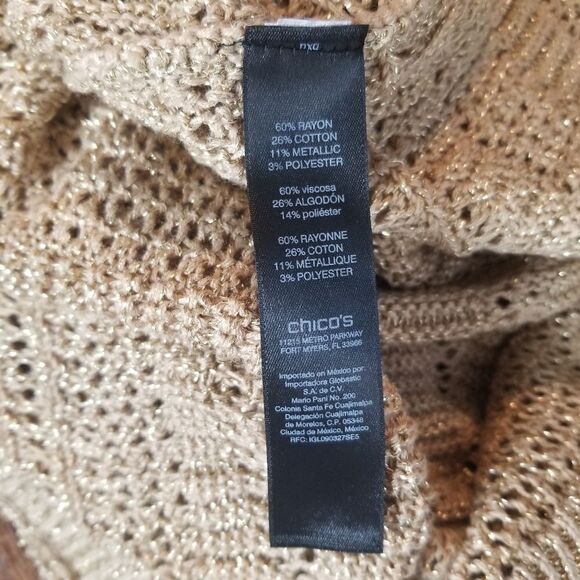 60% RAYON
26% COTTON
11% METALLIC
3% POLYESTER
60% viscosa
26% ALGODÓN
14% poliéster
60% RAYONNE
26% COTON
11% MÉTALLIQUE
3% POLYESTER
chico's
11215 METRO PARKWAY
FORT MYERS, FL 33966
Importado en México por:
Importadora Globastic
S.A. de C.V.
Mario Pani No. 200
Colonia Santa Fe Cuajimalpa
Delegación Cuajimalpa
de Morelos, C.P. 05348
Ciudad de México, México
RFC: IGL090327SE5